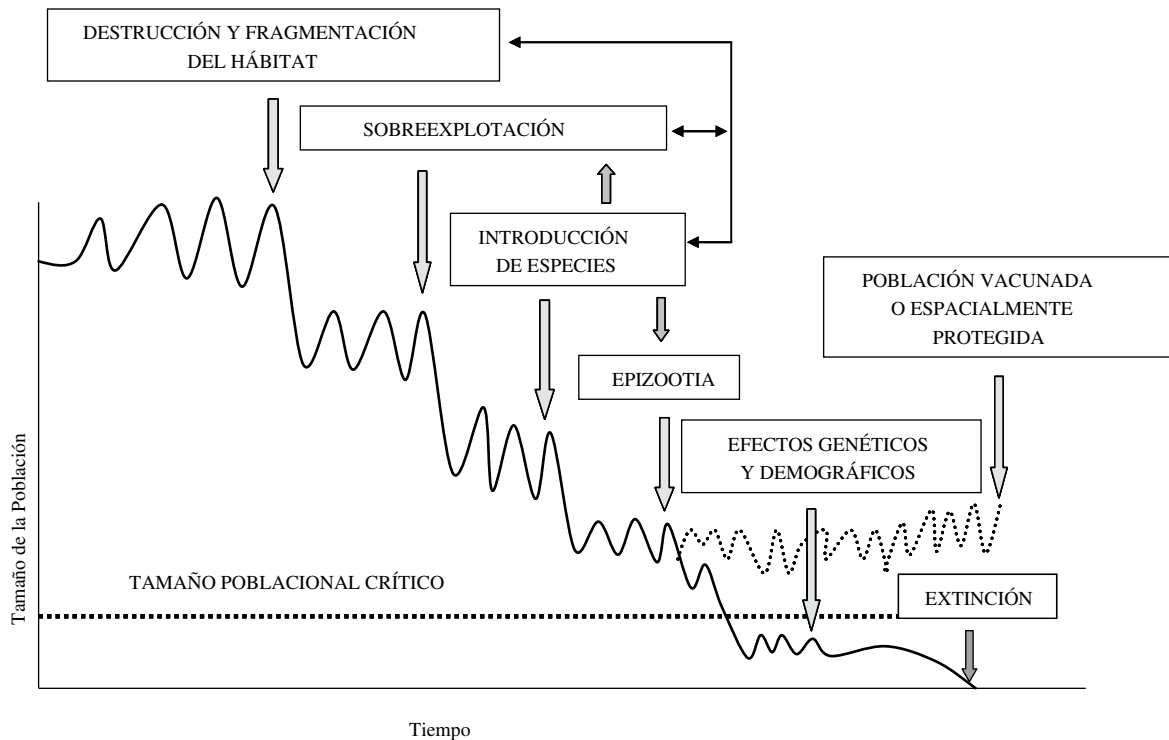 DESTRUCCIÓN Y FRAGMENTACIÓN
DEL HÁBITAT
SOBREEXPLOTACIÓN
INTRODUCCIÓN
DE ESPECIES
POBLACIÓN VACUNADA
O ESPACIALMENTE
PROTEGIDA
EPIZOOTIA
EFECTOS GENÉTICOS
Y DEMOGRÁFICOS
TAMAÑO POBLACIONAL CRÍTICO
EXTINCIÓN
Tamaño de la Población
Tiempo